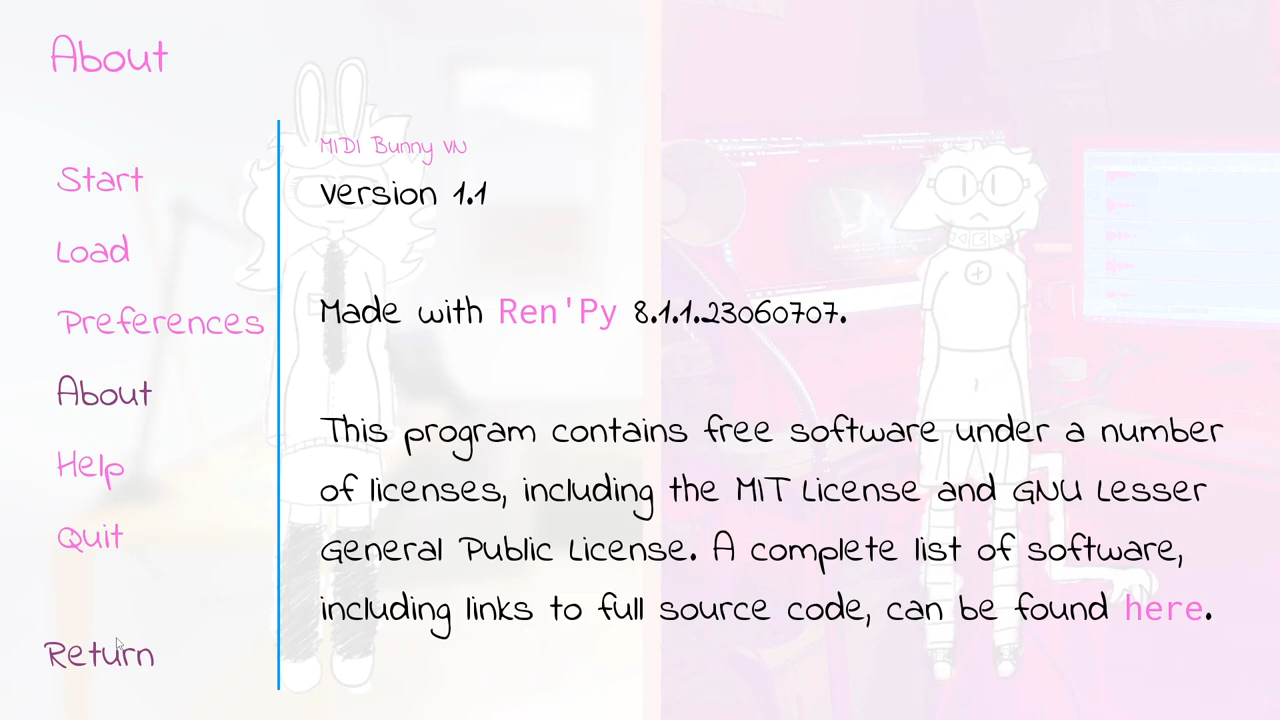 About
Start
Load
Preferences
About
Help
Quit
Return
MIDI Bunny VN
Version 1.1
Made with Ren'Py 8.1.1.23060707.
This program contains free software under a number
of licenses, including the MIT License and GNU Lesser
General Public License. A complete list of software,
including links to full source code, can be found here.